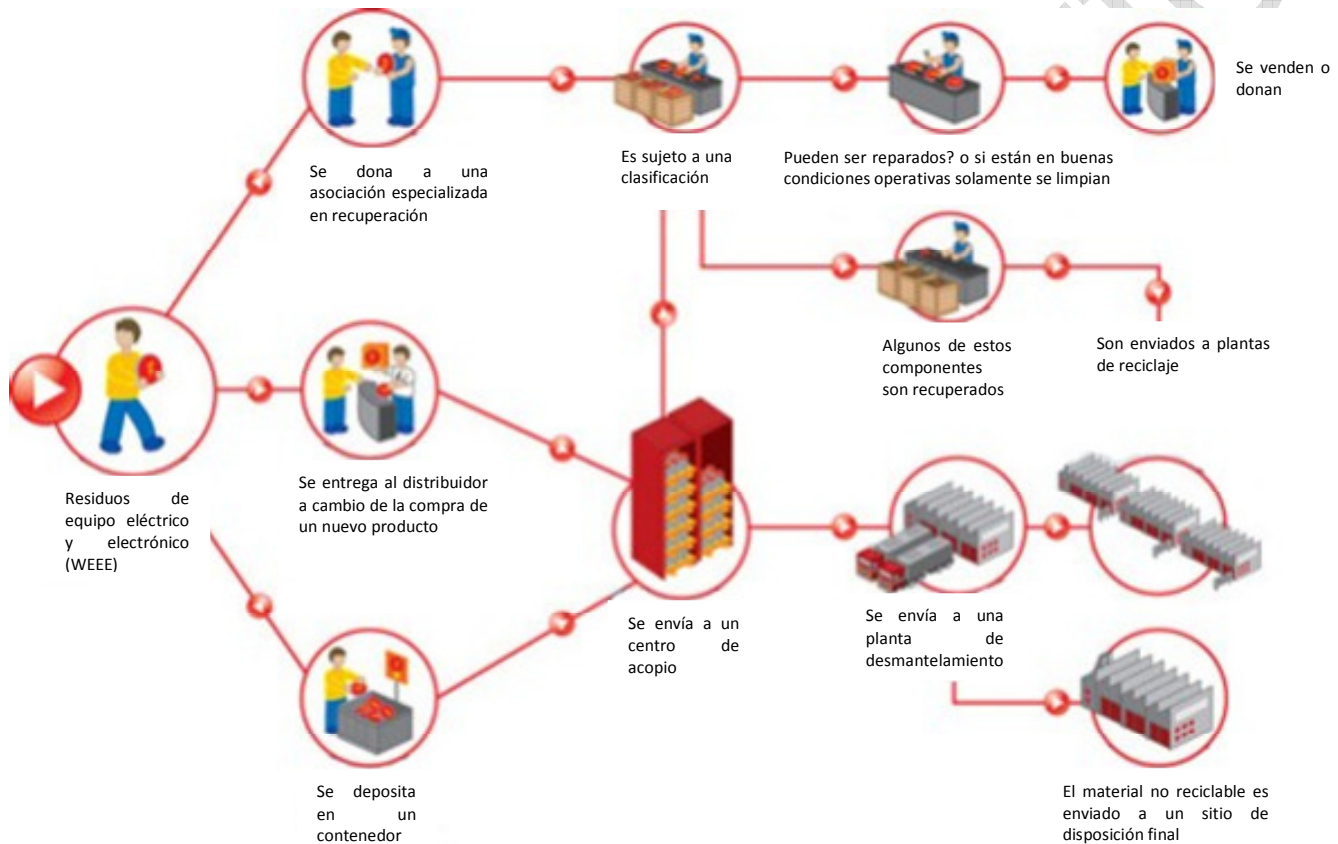 Se venden o
donan
Se dona a una
asociación especializada
en recuperación
Es sujeto a una
clasificación
Pueden ser reparados? o si están en buenas
condiciones operativas solamente se limpian
Algunos de estos
componentes
son recuperados
Son enviados a plantas
de reciclaje
Residuos de
equipo eléctrico
y electrónico
(WEEE)
Se entrega al distribuidor
a cambio de la compra de
un nuevo producto
Se envía a un
centro de
acopio
Se envía a una
planta de
desmantelamiento
Se deposita
en un
contenedor
El material no reciclable es
enviado a un sitio de
disposición final